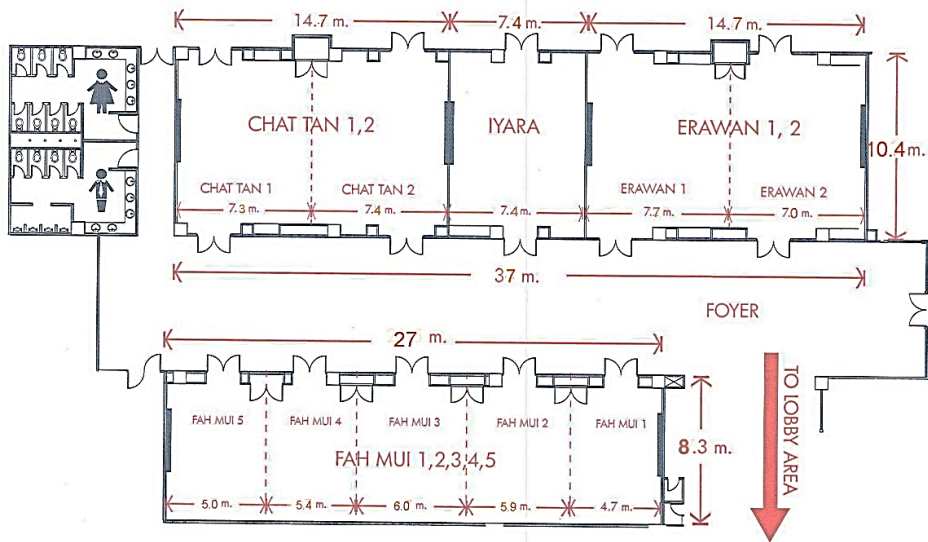 14.7 m.
7.4 m.
14.7 m.
CHAT TAN 1,2
IYARA
ERAWAN 1, 2
10.4 m.
CHAT TAN 1
CHAT TAN 2
ERAWAN 1
ERAWAN 2
7.3 m.
7.4 m.
7.4 m.
7.7 m.
7.0 m.
37 m.
FOYER
27 m.
TO LOBBY AREA
FAH MUI 5
FAH MUI 4
FAH MUI 3
FAH MUI 2
FAH MUI 1
8.3 m.
FAH MUI 1,2,3,4,5
5.0 m.
5.4 m.
6.0 m.
5.9 m.
4.7 m.